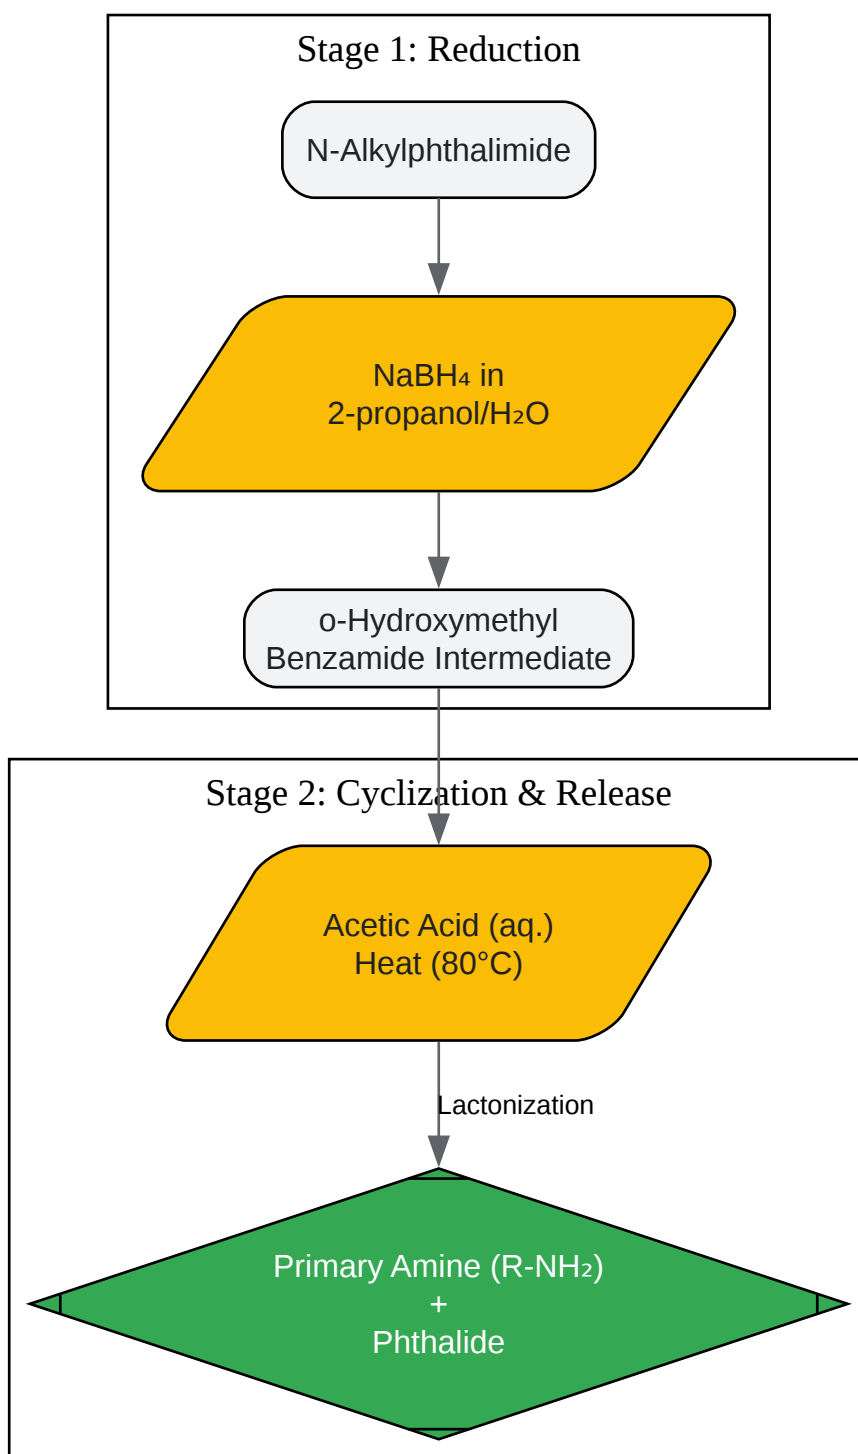 Stage 1: Reduction
N-Alkylphthalimide
NaBH₄ in
2-propanol/H₂O
o-Hydroxymethyl
Benzamide Intermediate
Stage 2: Cyclization & Release
Acetic Acid (aq.)
Heat (80°C)
Lactonization
Primary Amine (R-NH₂)
+
Phthalide